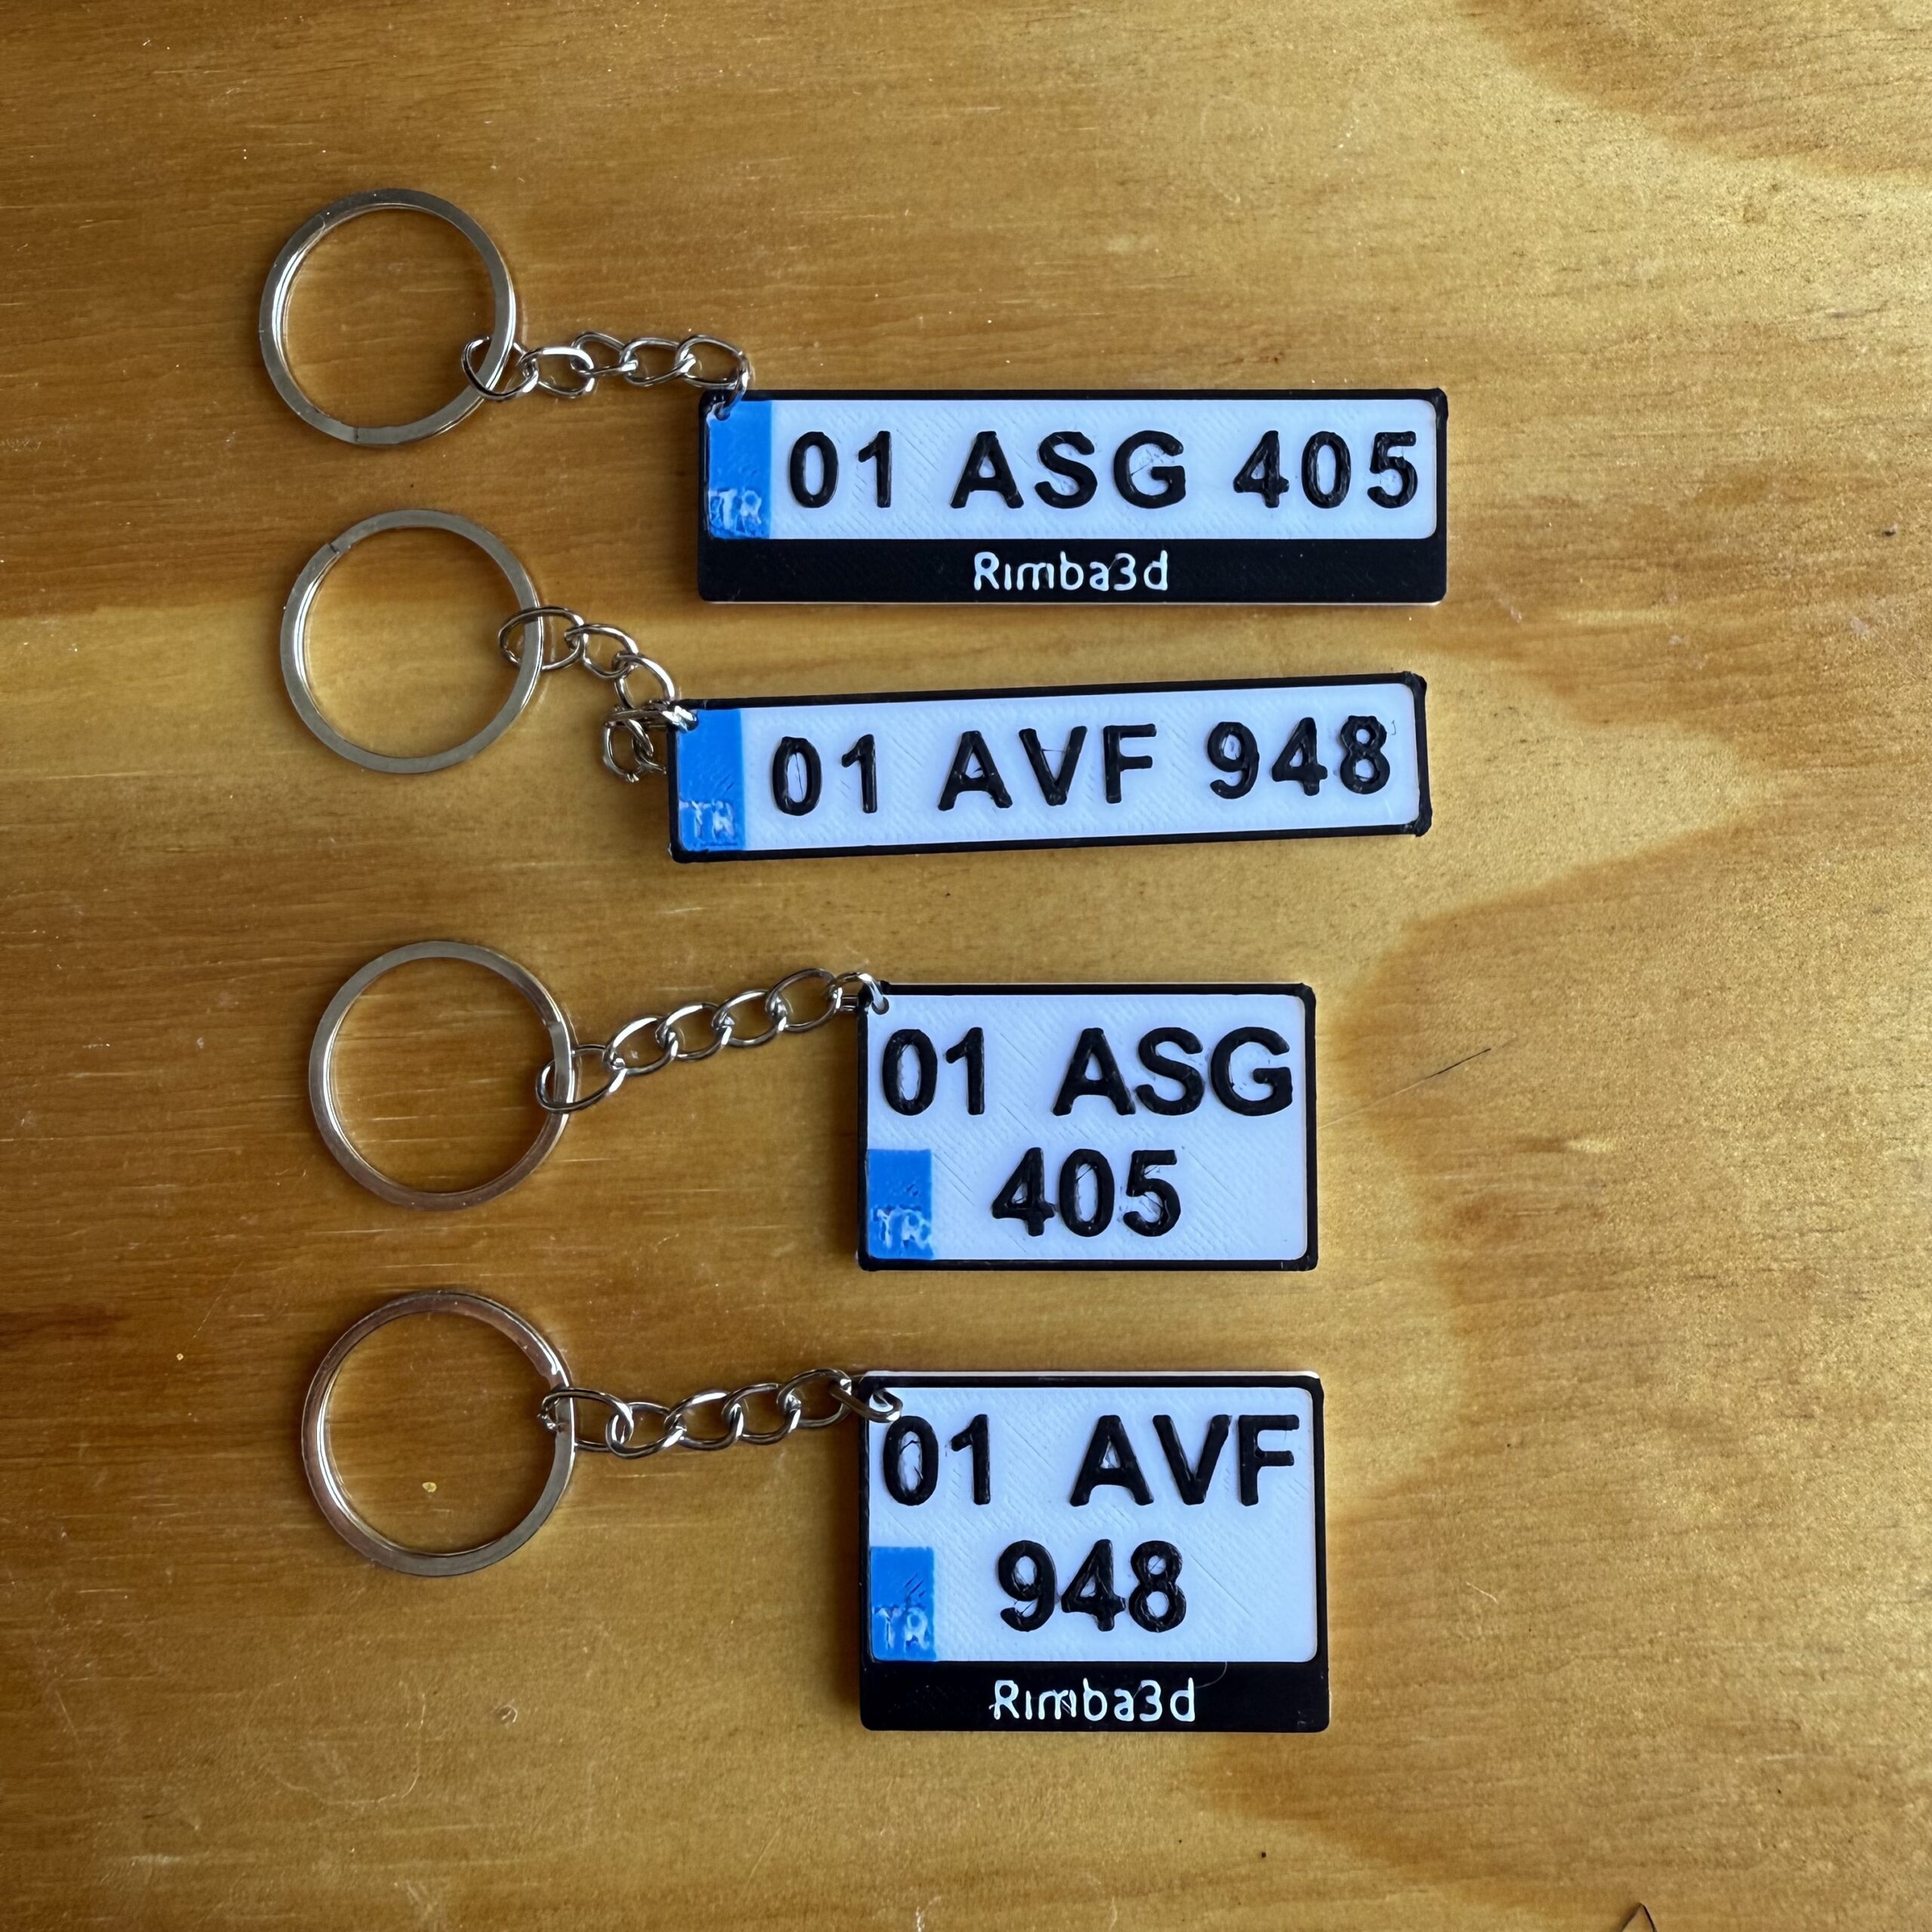 01 ASG 405
TR
Rimba3d
01 AVF 948
TR
01 ASG
405
TR
01 AVF
948
TR
Rimba3d